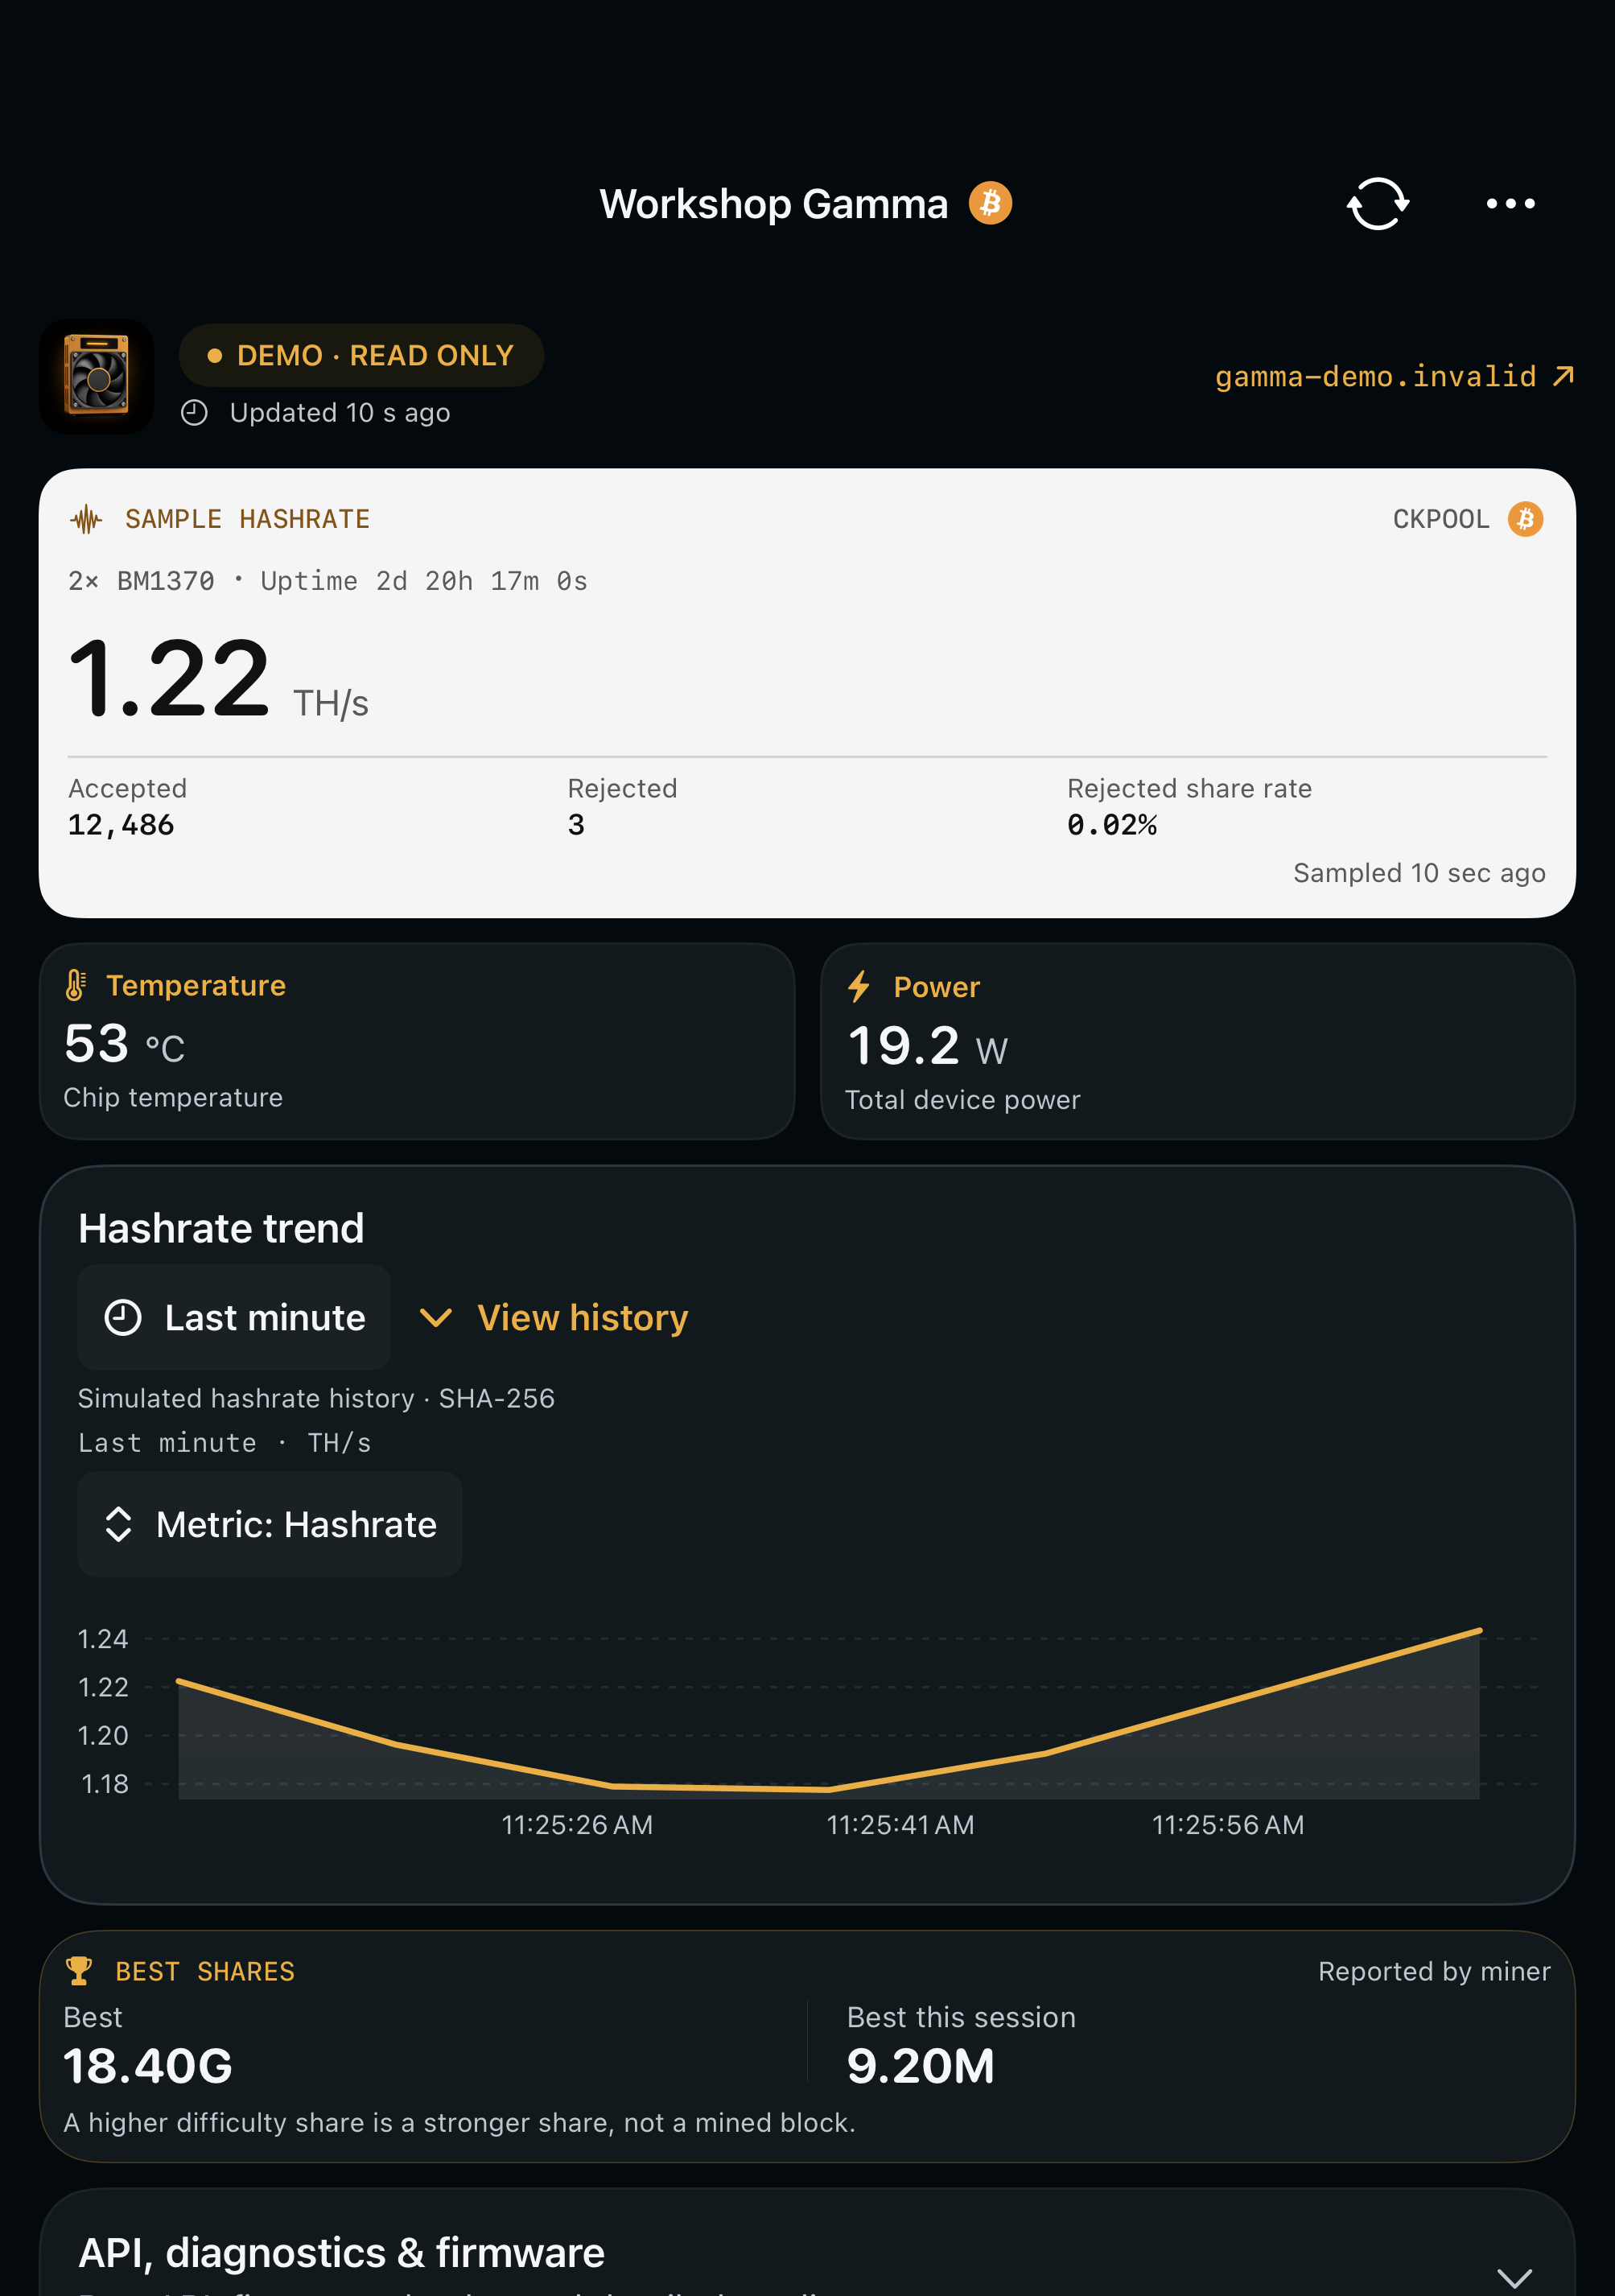 Workshop Gamma
DEMO · READ ONLY
Updated 10 s ago
gamma-demo.invalid
SAMPLE HASHRATE
CKPOOL
2× BM1370 • Uptime 2d 20h 17m 0s
1.22 TH/s
Accepted
12,486
Rejected
3
Rejected share rate
0.02%
Sampled 10 sec ago
Temperature
53 °C
Chip temperature
Power
19.2 W
Total device power
Hashrate trend
Last minute
View history
Simulated hashrate history · SHA-256
Last minute · TH/s
Metric: Hashrate
1.24
1.22
1.20
1.18
11:25:26 AM
11:25:41 AM
11:25:56 AM
BEST SHARES
Reported by miner
Best
18.40G
Best this session
9.20M
A higher difficulty share is a stronger share, not a mined block.
API, diagnostics & firmware